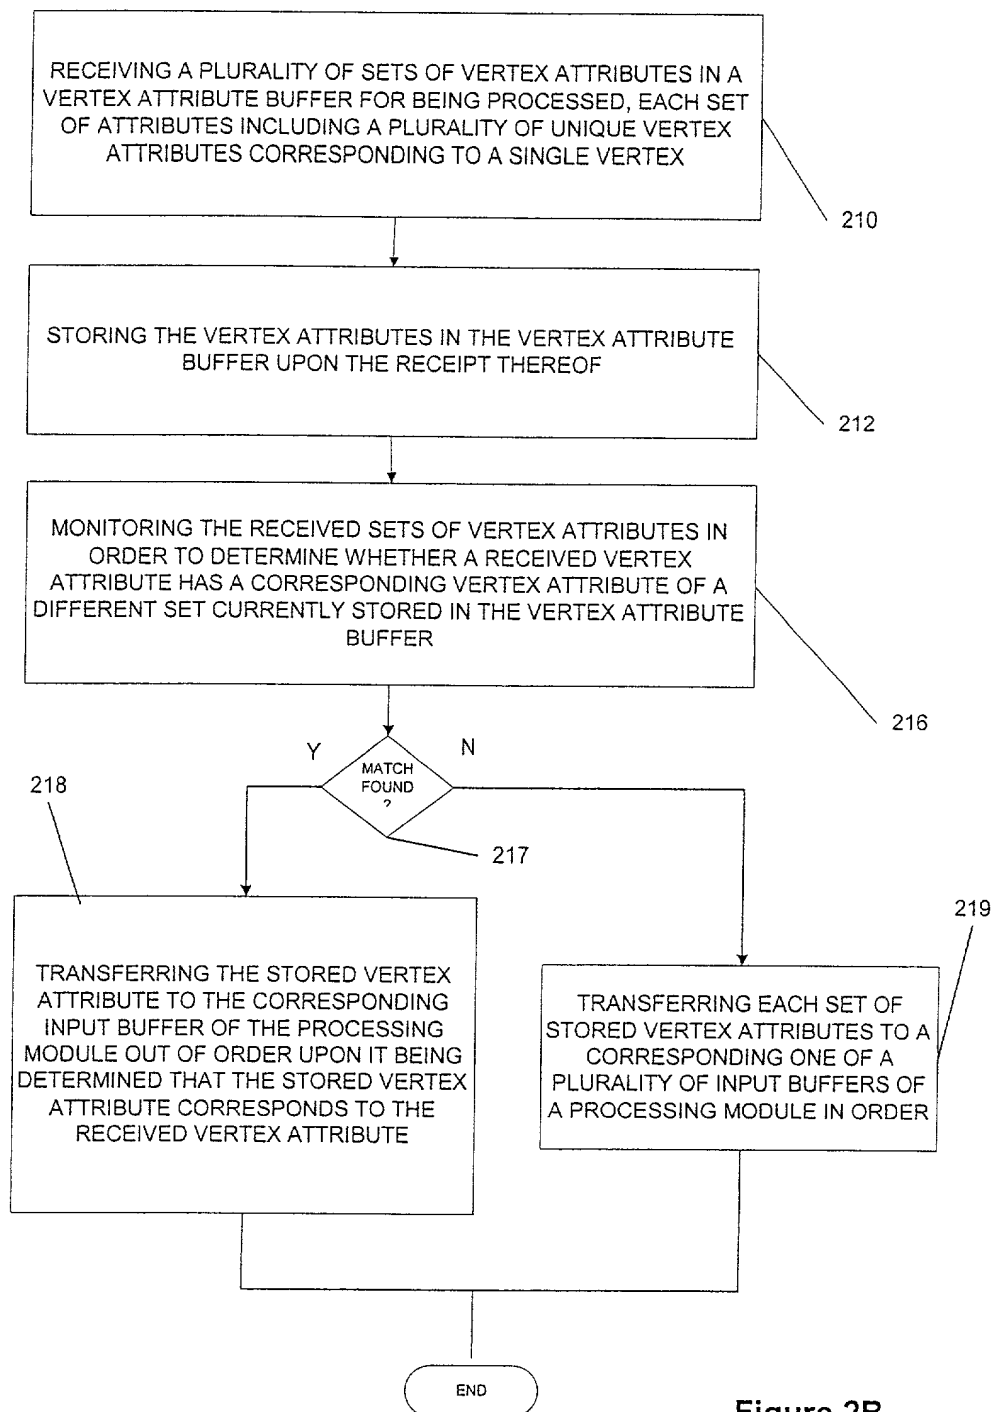 RECEIVING A PLURALITY OF SETS OF VERTEX ATTRIBUTES IN A
VERTEX ATTRIBUTE BUFFER FOR BEING PROCESSED, EACH SET
OF ATTRIBUTES INCLUDING A PLURALITY OF UNIQUE VERTEX
ATTRIBUTES CORRESPONDING TO A SINGLE VERTEX
210
STORING THE VERTEX ATTRIBUTES IN THE VERTEX ATTRIBUTE
BUFFER UPON THE RECEIPT THEREOF
212
MONITORING THE RECEIVED SETS OF VERTEX ATTRIBUTES IN
ORDER TO DETERMINE WHETHER A RECEIVED VERTEX
ATTRIBUTE HAS A CORRESPONDING VERTEX ATTRIBUTE OF A
DIFFERENT SET CURRENTLY STORED IN THE VERTEX ATTRIBUTE
BUFFER
216
Y
N
MATCH
FOUND
?
217
218
TRANSFERRING THE STORED VERTEX
ATTRIBUTE TO THE CORRESPONDING
INPUT BUFFER OF THE PROCESSING
MODULE OUT OF ORDER UPON IT BEING
DETERMINED THAT THE STORED VERTEX
ATTRIBUTE CORRESPONDS TO THE
RECEIVED VERTEX ATTRIBUTE
219
TRANSFERRING EACH SET OF
STORED VERTEX ATTRIBUTES TO A
CORRESPONDING ONE OF A
PLURALITY OF INPUT BUFFERS OF
A PROCESSING MODULE IN ORDER
END
Figure 2B